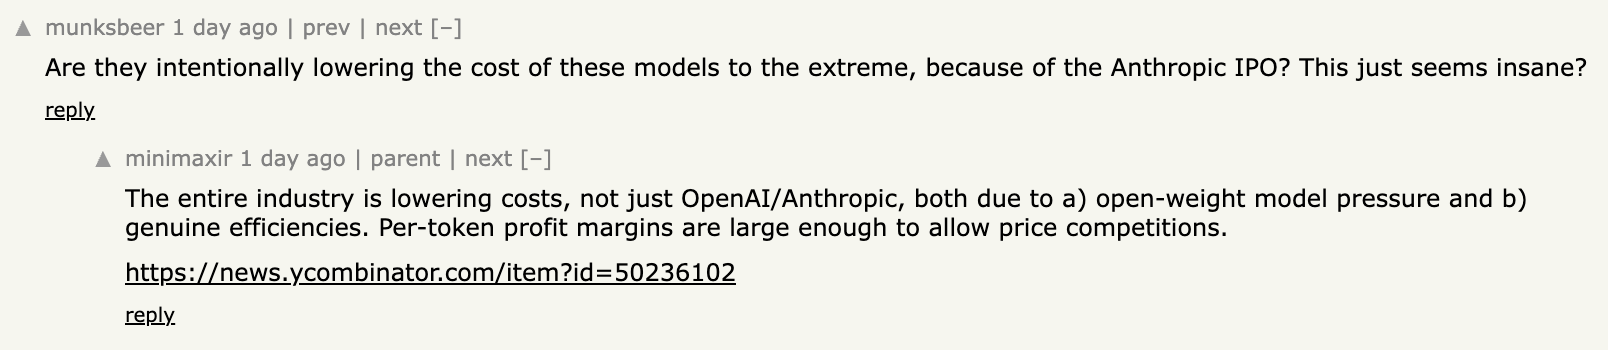 ▲ munksbeer 1 day ago | prev | next [–]
Are they intentionally lowering the cost of these models to the extreme, because of the Anthropic IPO? This just seems insane?
reply
▲ minimaxir 1 day ago | parent | next [–]
The entire industry is lowering costs, not just OpenAI/Anthropic, both due to a) open-weight model pressure and b)
genuine efficiencies. Per-token profit margins are large enough to allow price competitions.
https://news.ycombinator.com/item?id=50236102
reply